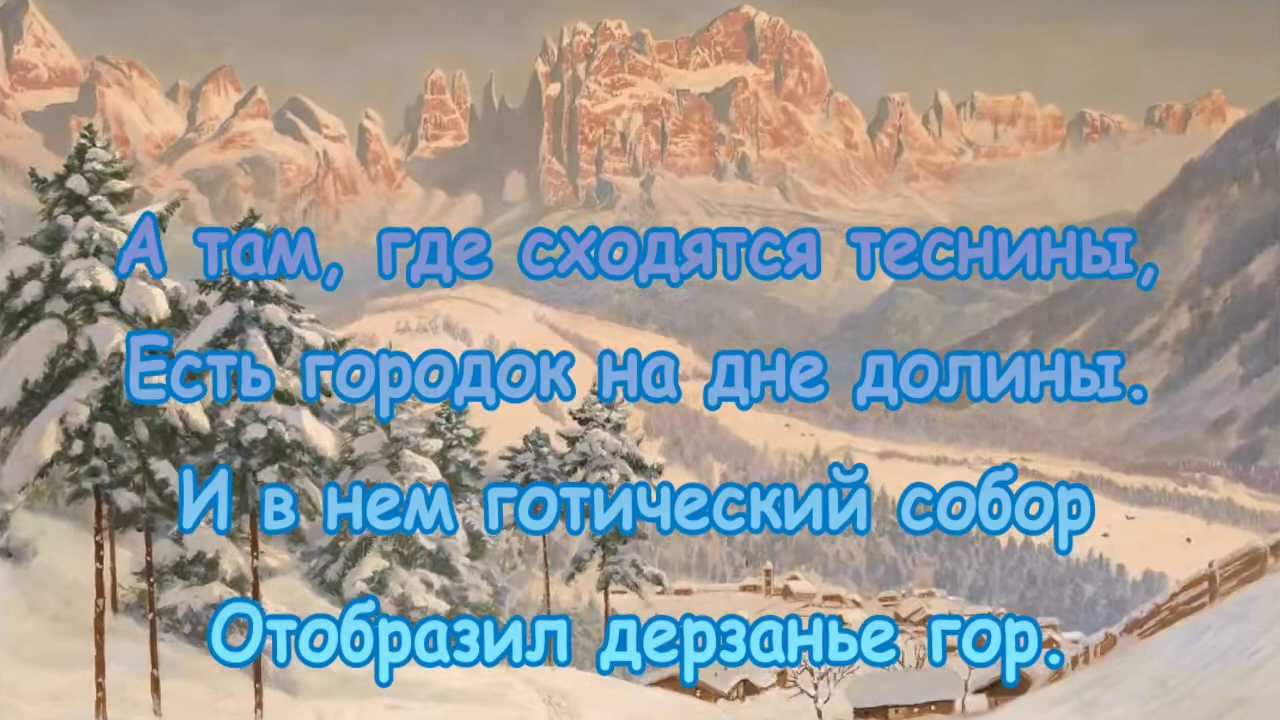 А там, где сходятся теснины,
Есть городок на дне долины.
И в нем готический собор
Отобразил дерзанье гор.